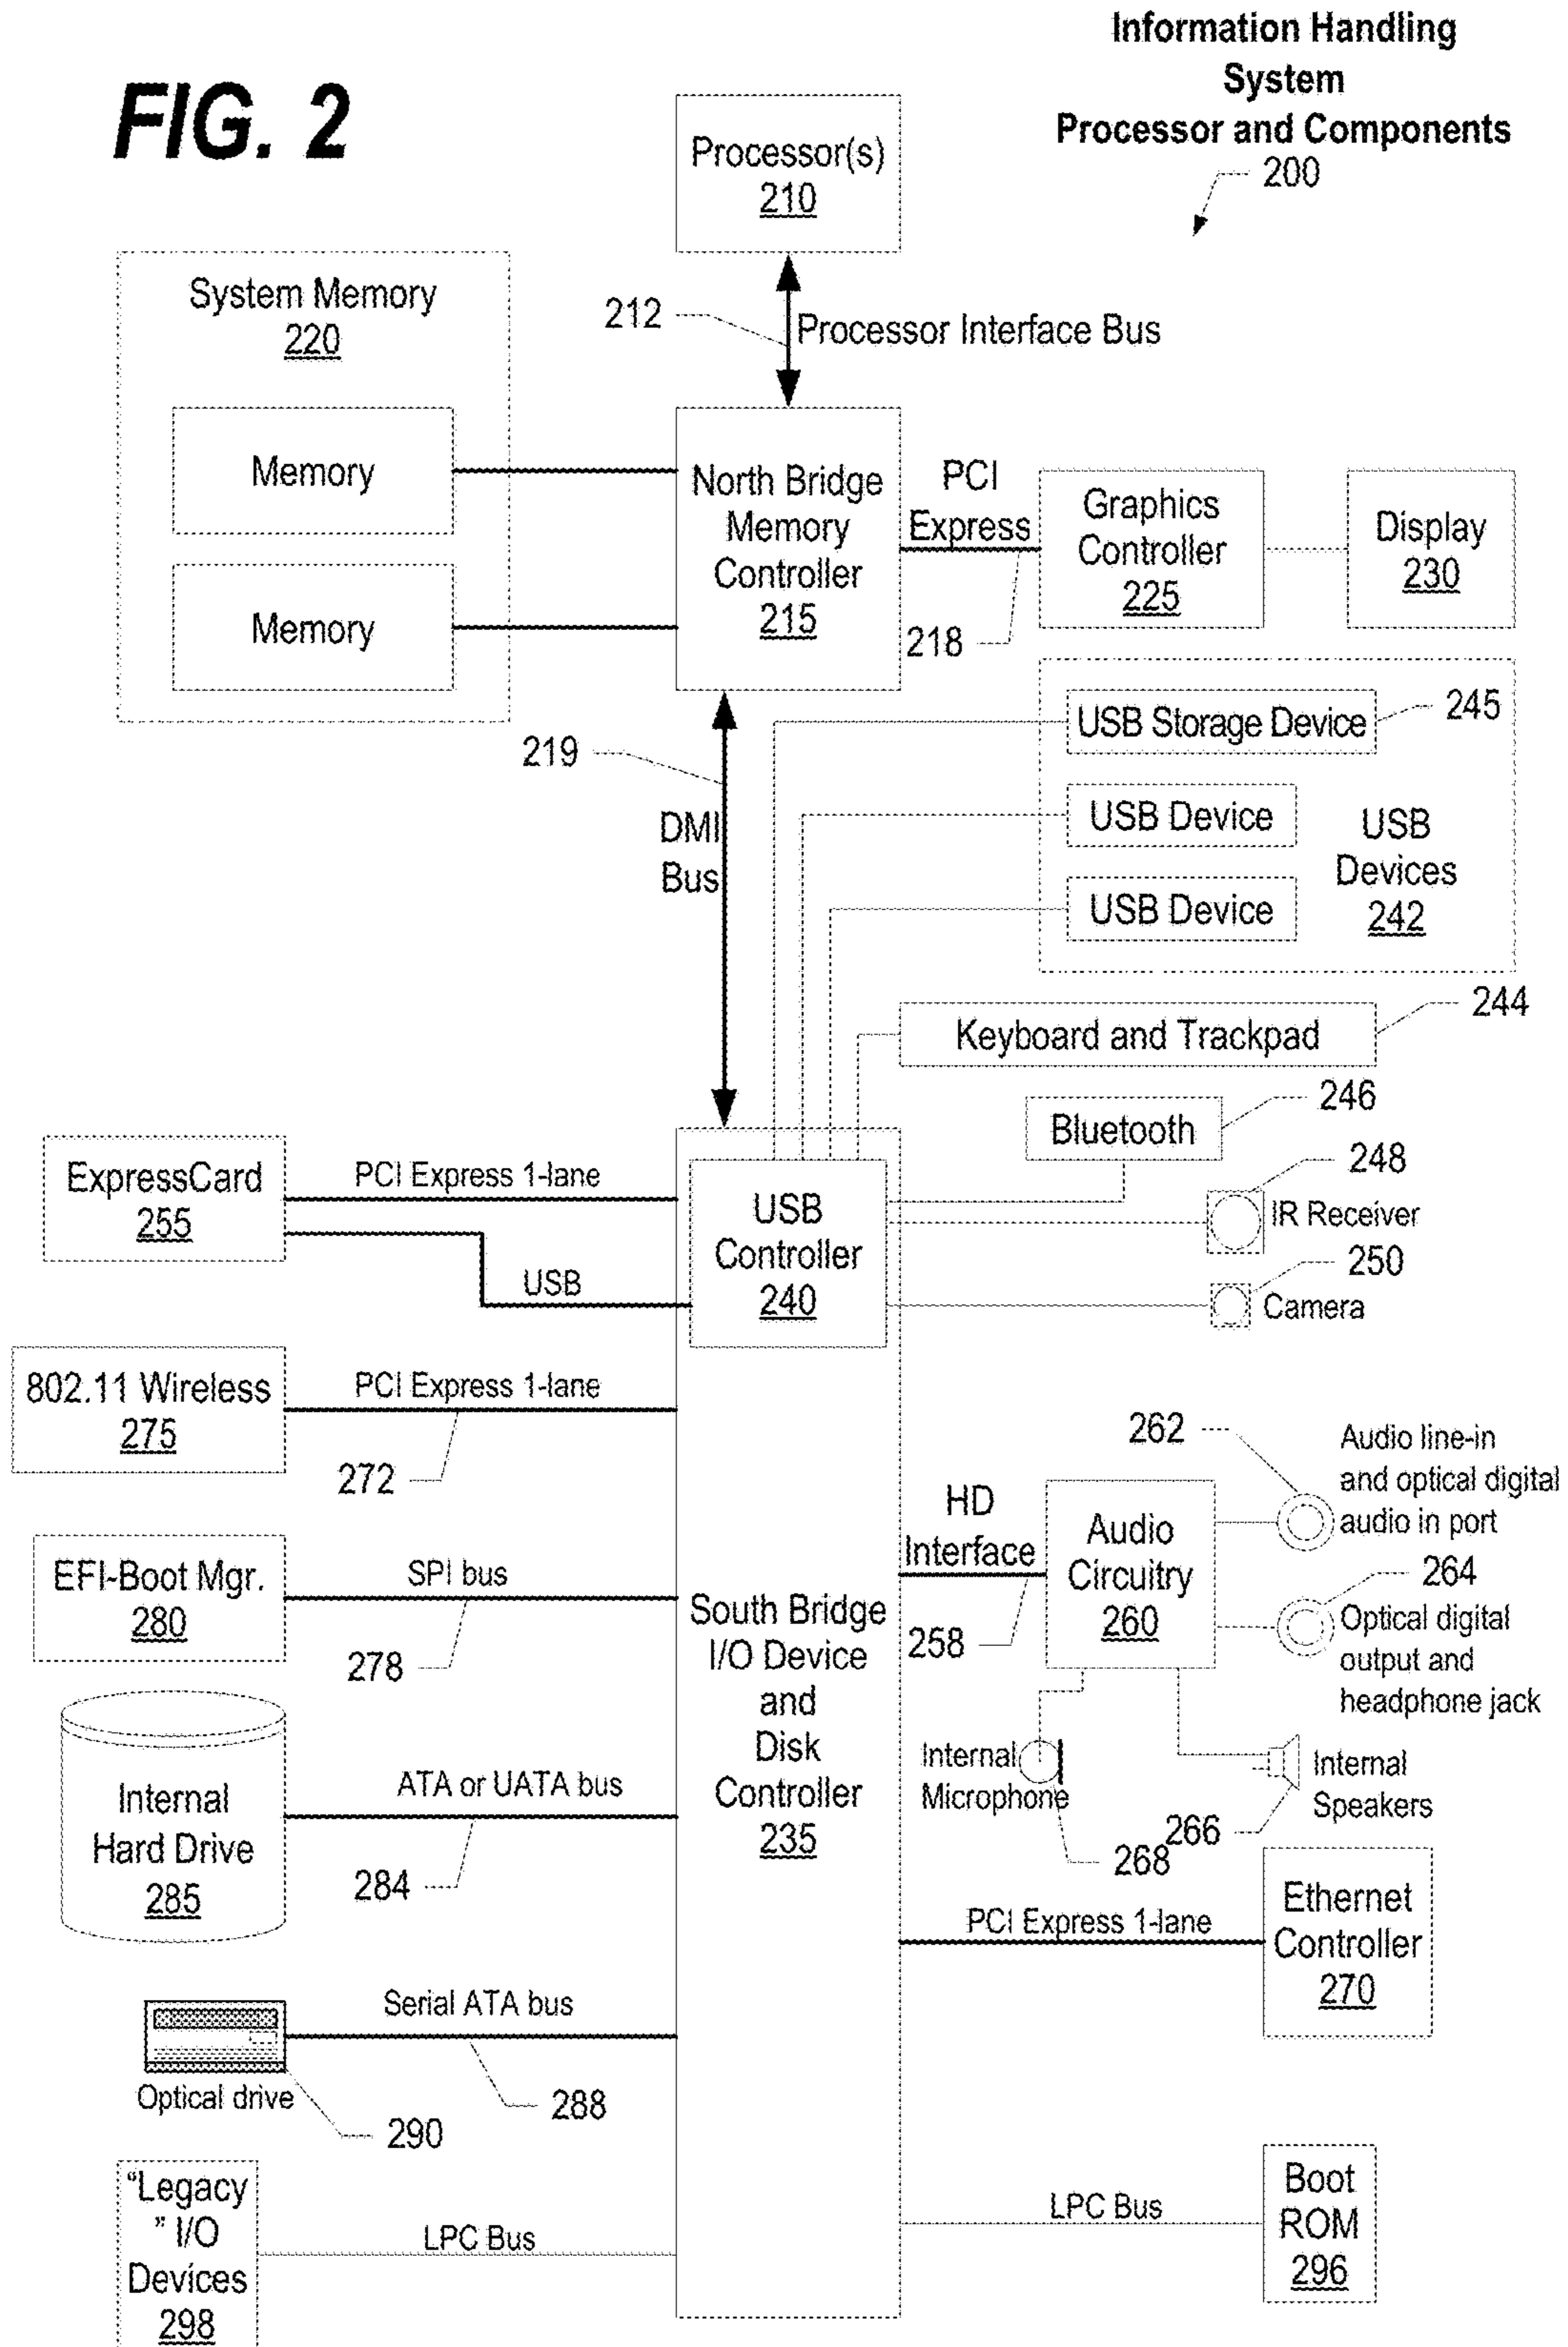 FIG. 2
Information Handling
System
Processor and Components
200
Processor(s)
210
212
Processor Interface Bus
System Memory
220
Memory
Memory
North Bridge
Memory
Controller
215
PCI
Express
218
Graphics
Controller
225
Display
230
219
DMI
Bus
USB Storage Device
245
USB Device
USB Device
USB
Devices
242
Keyboard and Trackpad
244
Bluetooth
246
248
IR Receiver
250
Camera
ExpressCard
255
PCI Express 1-lane
USB
USB
Controller
240
802.11 Wireless
275
PCI Express 1-lane
272
EFI-Boot Mgr.
280
SPI bus
278
South Bridge
I/O Device
and
Disk
Controller
235
HD
Interface
258
Audio
Circuitry
260
262
Audio line-in
and optical digital
audio in port
264
Optical digital
output and
headphone jack
Internal
Microphone
268
266
Internal
Speakers
Internal
Hard Drive
285
ATA or UATA bus
284
PCI Express 1-lane
Ethernet
Controller
270
Serial ATA bus
288
Optical drive
290
"Legacy
" I/O
Devices
298
LPC Bus
LPC Bus
Boot
ROM
296